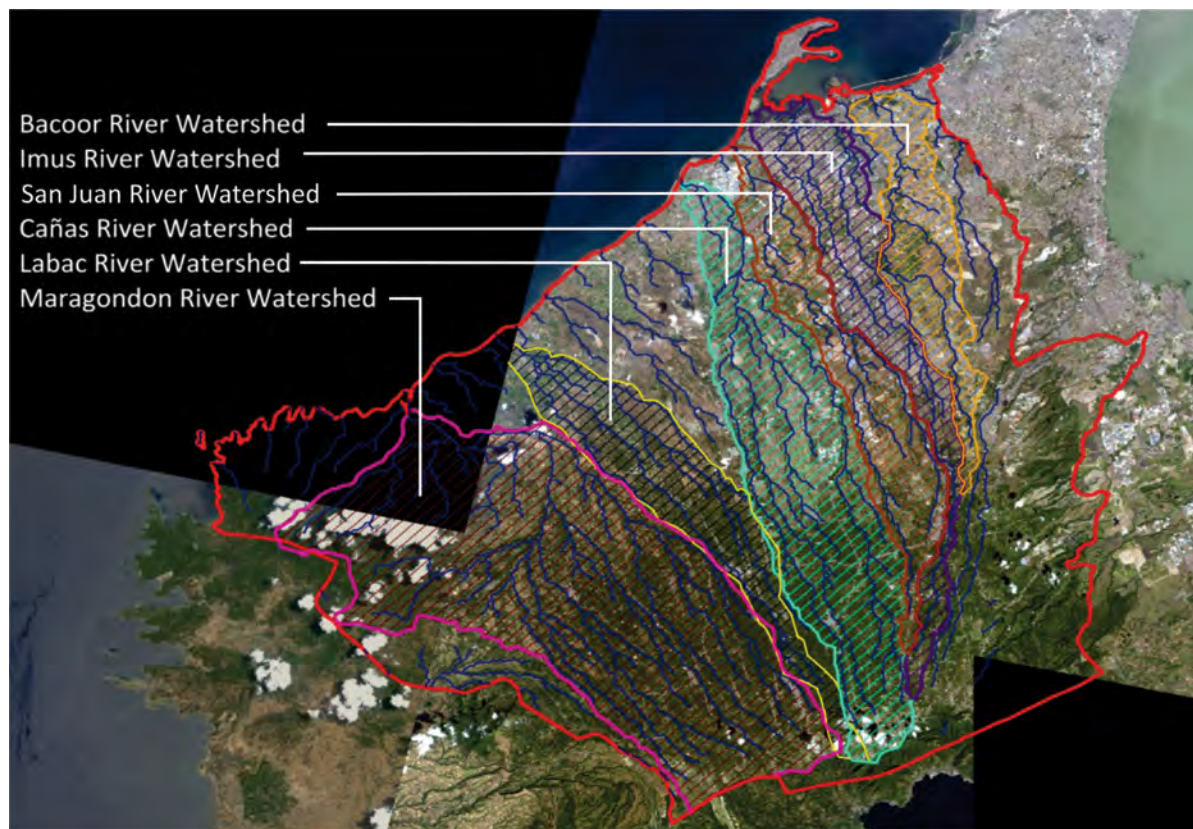 Bacoor River Watershed
Imus River Watershed
San Juan River Watershed
Cañas River Watershed
Labac River Watershed
Maragondon River Watershed